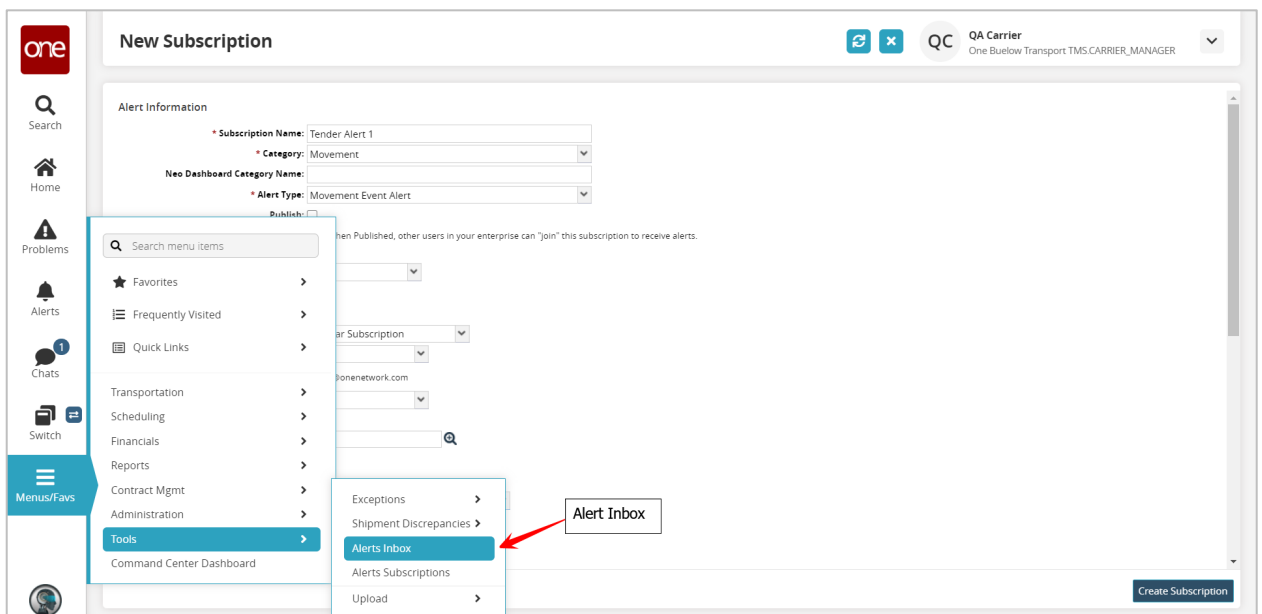 one
New Subscription
QC
QA Carrier
One Buelow Transport TMS.CARRIER_MANAGER
Search
Home
Problems
Alerts
1
Chats
Switch
Menus/Favs
Alert Information
* Subscription Name: Tender Alert 1
* Category: Movement
Neo Dashboard Category Name:
* Alert Type: Movement Event Alert
Publish:
hen Published, other users in your enterprise can "join" this subscription to receive alerts.
ar Subscription
@onenetwork.com
Search menu items
Favorites
Frequently Visited
Quick Links
Transportation
Scheduling
Financials
Reports
Contract Mgmt
Administration
Tools
Command Center Dashboard
Exceptions
Shipment Discrepancies
Alerts Inbox
Alerts Subscriptions
Upload
Alert Inbox
Create Subscription